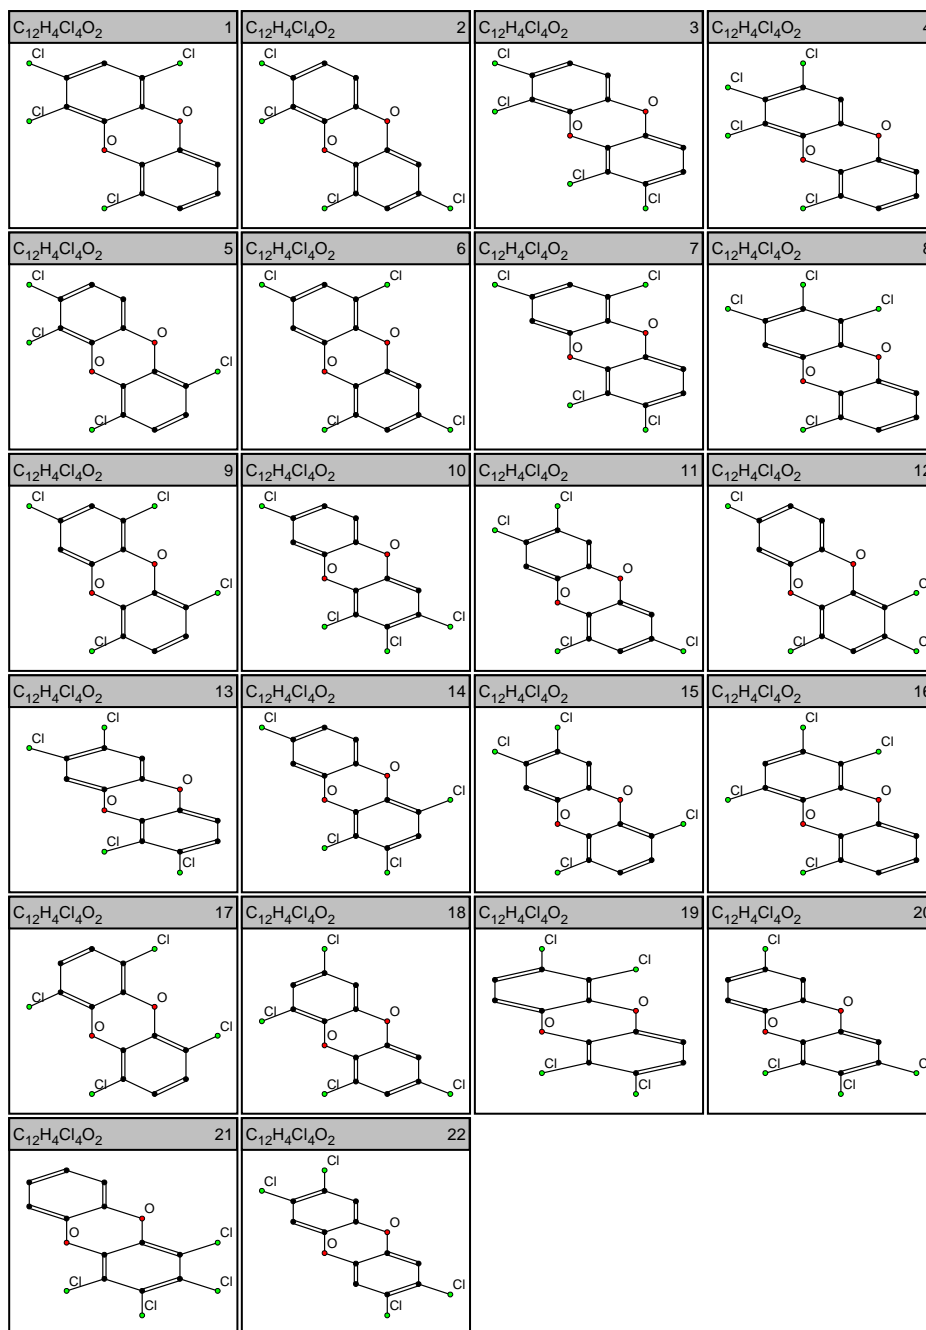 C₁₂H₄Cl₄O₂ 1
Cl Cl
Cl
O
O
Cl
C₁₂H₄Cl₄O₂ 2
Cl
Cl
O
O
Cl Cl
C₁₂H₄Cl₄O₂ 3
Cl
Cl
O
O
Cl
Cl
C₁₂H₄Cl₄O₂ 4
Cl
Cl
Cl
O
O
Cl
C₁₂H₄Cl₄O₂ 5
Cl
Cl
O
O
Cl
Cl
C₁₂H₄Cl₄O₂ 6
Cl Cl
O
O
Cl Cl
C₁₂H₄Cl₄O₂ 7
Cl Cl
O
O
Cl
Cl
C₁₂H₄Cl₄O₂ 8
Cl
Cl Cl
O
O
Cl
C₁₂H₄Cl₄O₂ 9
Cl Cl
O
O
Cl
Cl
C₁₂H₄Cl₄O₂ 10
Cl
O
O
Cl Cl
Cl
C₁₂H₄Cl₄O₂ 11
Cl
Cl
O
O
Cl Cl
C₁₂H₄Cl₄O₂ 12
Cl
O
O
Cl
C₁₂H₄Cl₄O₂ 13
Cl
Cl
O
O
Cl
Cl
C₁₂H₄Cl₄O₂ 14
Cl
O
O
Cl
Cl
Cl
C₁₂H₄Cl₄O₂ 15
Cl
Cl
O
O
Cl
Cl
C₁₂H₄Cl₄O₂ 16
Cl
Cl
Cl
O
O
Cl
C₁₂H₄Cl₄O₂ 17
Cl
Cl
O
O
Cl
Cl
C₁₂H₄Cl₄O₂ 18
Cl
Cl
O
O
Cl Cl
C₁₂H₄Cl₄O₂ 19
Cl
Cl
O
O
Cl
Cl
C₁₂H₄Cl₄O₂ 20
Cl
O
O
Cl
Cl
C₁₂H₄Cl₄O₂ 21
O
O
Cl
Cl Cl
Cl
C₁₂H₄Cl₄O₂ 22
Cl
Cl
O
O
Cl
Cl